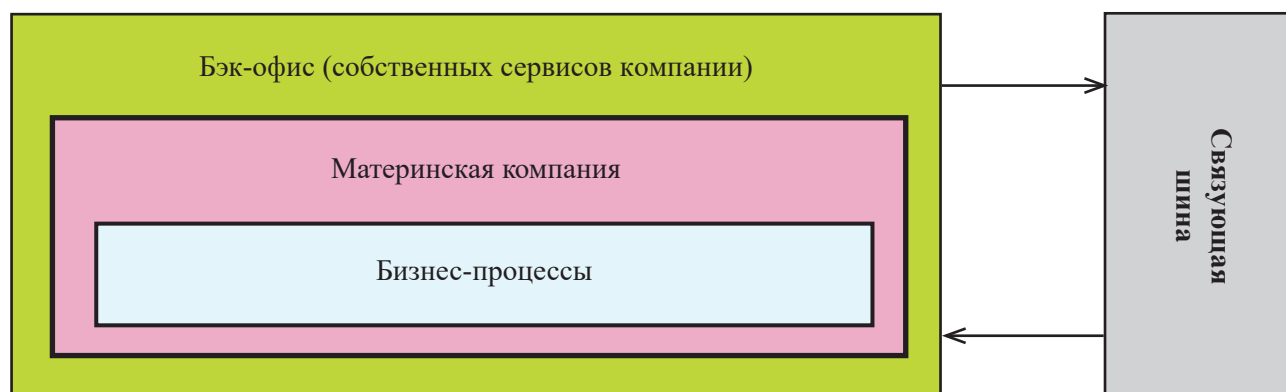 Бэк-офис (собственных сервисов компании)
Материнская компания
Бизнес-процессы
Связующая
шина